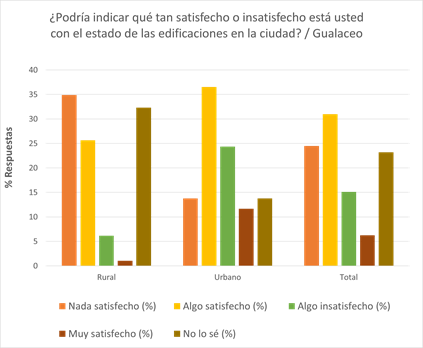 ¿Podría indicar qué tan satisfecho o insatisfecho está usted
con el estado de las edificaciones en la ciudad? / Gualaceo
% Respuestas
40
35
30
25
20
15
10
5
0
Rural Urbano Total
Nada satisfecho (%) Algo satisfecho (%) Algo insatisfecho (%)
Muy satisfecho (%) No lo sé (%)